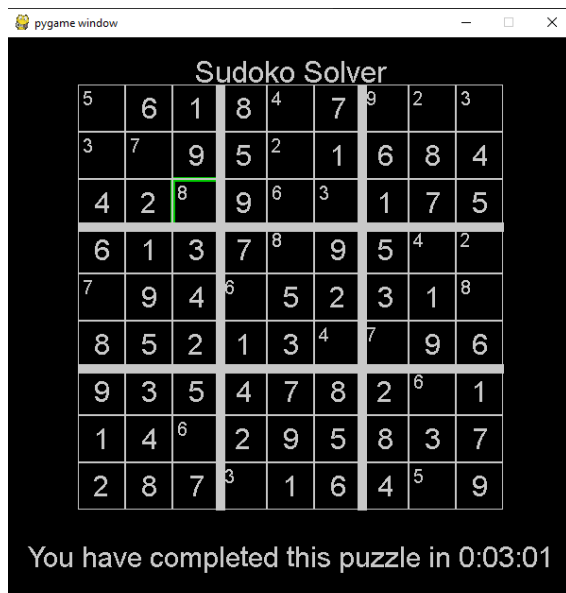 pygame window
Sudoko Solver
5 6 1 8 4 7 9 2 3
3 7 9 5 2 1 6 8 4
4 2 8 9 6 3 1 7 5
6 1 3 7 8 9 5 4 2
7 9 4 6 5 2 3 1 8
8 5 2 1 3 4 7 9 6
9 3 5 4 7 8 2 6 1
1 4 6 2 9 5 8 3 7
2 8 7 3 1 6 4 5 9
You have completed this puzzle in 0:03:01